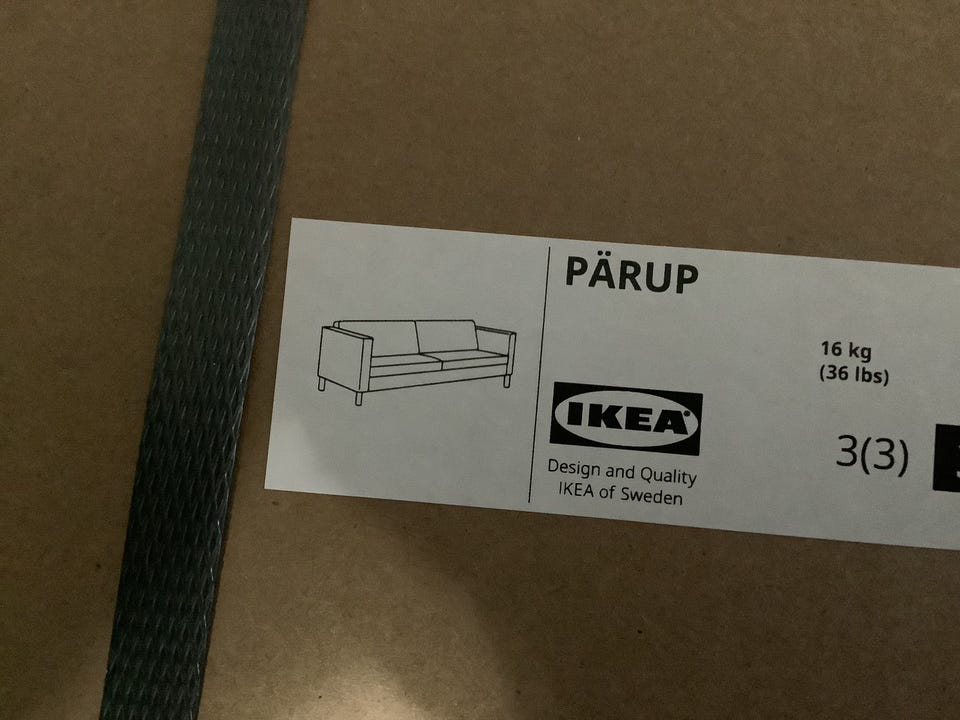 PÄRUP
16 kg
(36 lbs)
IKEA
3(3)
Design and Quality
IKEA of Sweden